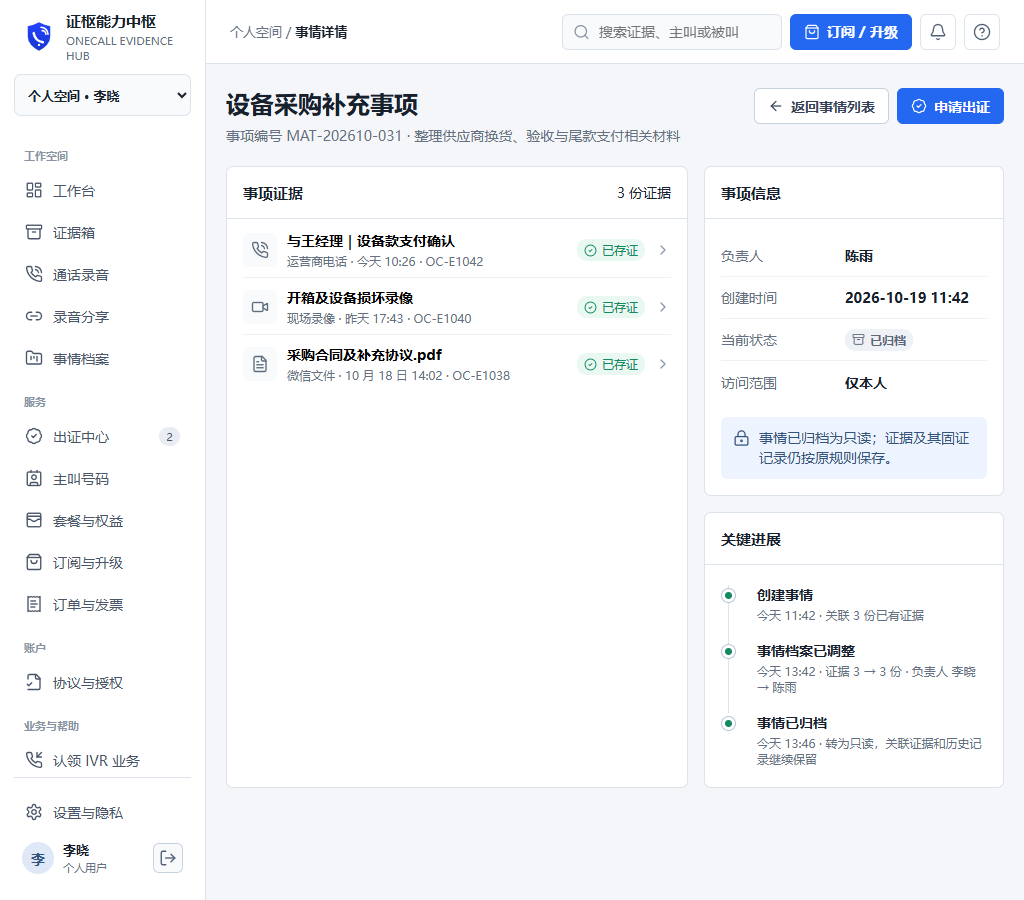 证枢能力中枢
ONECALL EVIDENCE
HUB
个人空间 • 李晓
工作空间
工作台
证据箱
通话录音
录音分享
事情档案
服务
出证中心 2
主叫号码
套餐与权益
订阅与升级
订单与发票
账户
协议与授权
业务与帮助
认领 IVR 业务
设置与隐私
李
李晓
个人用户
个人空间 / 事情详情
搜索证据、主叫或被叫
订阅 / 升级
设备采购补充事项
事项编号 MAT-202610-031 · 整理供应商换货、验收与尾款支付相关材料
返回事情列表
申请出证
事项证据 3 份证据
与王经理｜设备款支付确认
运营商电话 · 今天 10:26 · OC-E1042
已存证
开箱及设备损坏录像
现场录像 · 昨天 17:43 · OC-E1040
已存证
采购合同及补充协议.pdf
微信文件 · 10 月 18 日 14:02 · OC-E1038
已存证
事项信息
负责人 陈雨
创建时间 2026-10-19 11:42
当前状态 已归档
访问范围 仅本人
事情已归档为只读；证据及其固证
记录仍按原规则保存。
关键进展
创建事情
今天 11:42 · 关联 3 份已有证据
事情档案已调整
今天 13:42 · 证据 3 → 3 份 · 负责人 李晓
→ 陈雨
事情已归档
今天 13:46 · 转为只读，关联证据和历史记
录继续保留